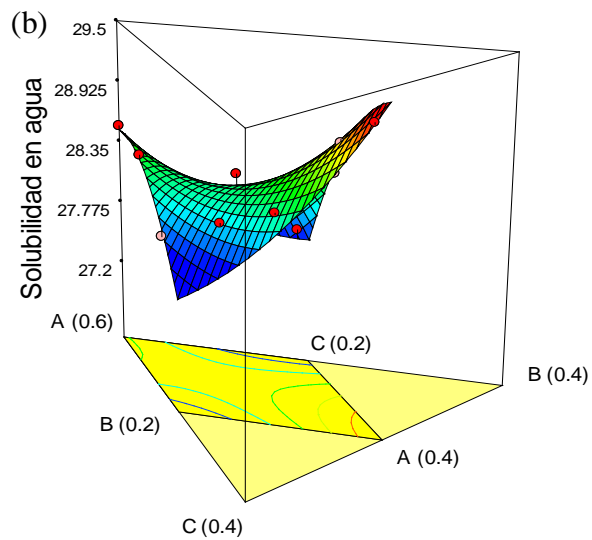 (b)
29.5
28.925
28.35
27.775
27.2
Solubilidad en agua
A (0.6)
C (0.2)
B (0.4)
B (0.2)
A (0.4)
C (0.4)